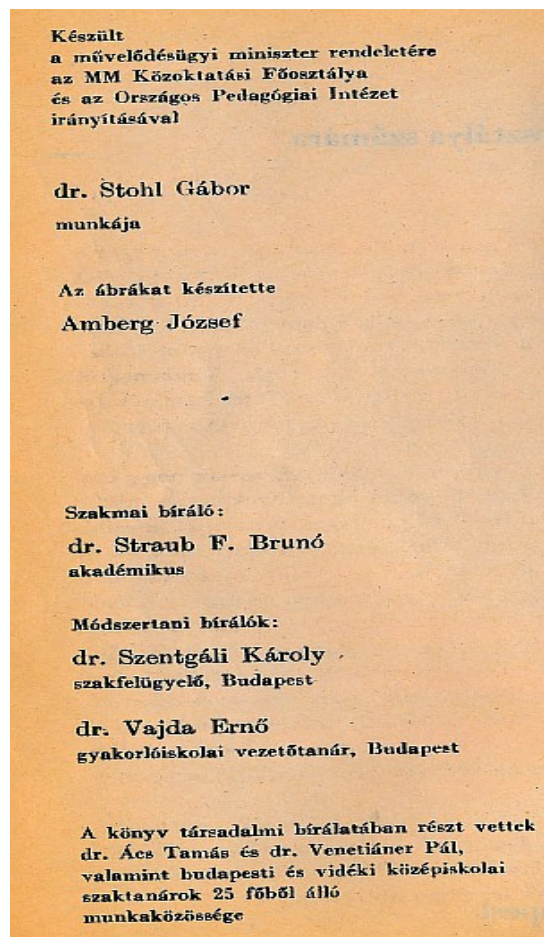 Készült
a művelődésügyi miniszter rendeletére
az MM Közoktatási Főosztálya
és az Országos Pedagógiai Intézet
irányításával
dr. Stohl Gábor
munkája
Az ábrákat készítette
Amberg József
Szakmai bíráló:
dr. Straub F. Brunó
akadémikus
Módszertani bírálók:
dr. Szentgáli Károly
szakfelügyelő, Budapest
dr. Vajda Ernő
gyakorlóiskolai vezetőtanár, Budapest
A könyv társadalmi bírálatában részt vettek
dr. Ács Tamás és dr. Venetiáner Pál,
valamint budapesti és vidéki középiskolai
szaktanárok 25 főből álló
munkaközössége